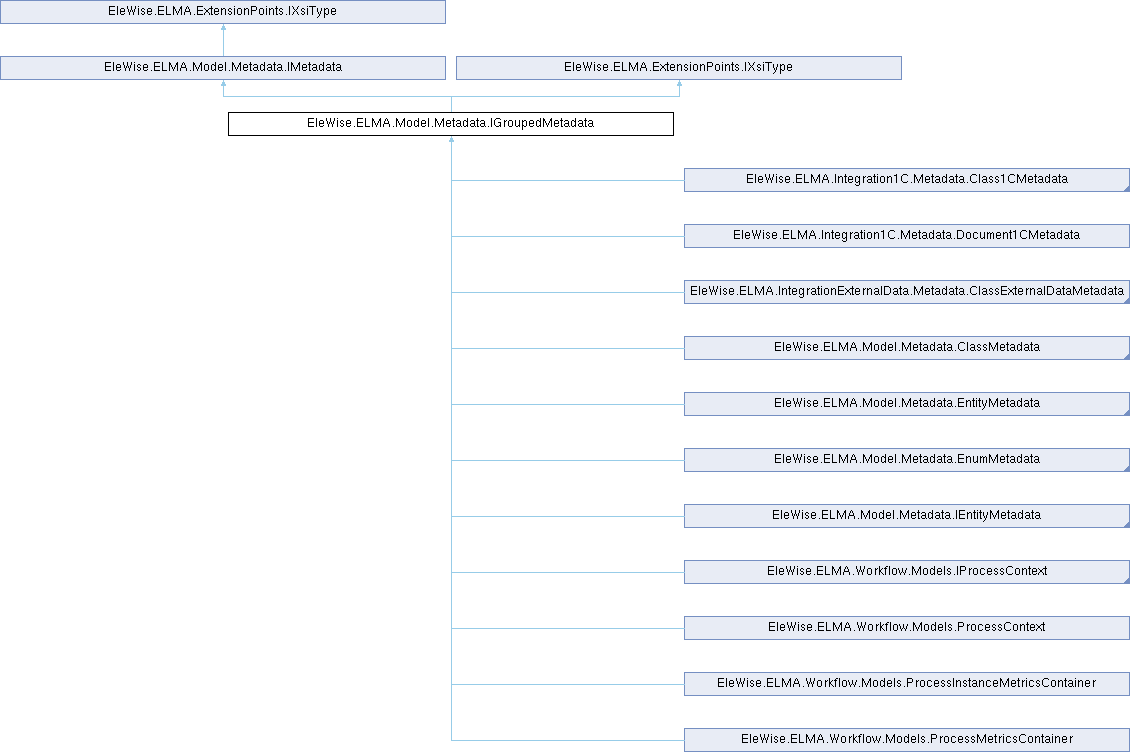 EleWise.ELMA.ExtensionPoints.IXsiType
EleWise.ELMA.Model.Metadata.IMetadata
EleWise.ELMA.ExtensionPoints.IXsiType
EleWise.ELMA.Model.Metadata.IGroupedMetadata
EleWise.ELMA.Integration1C.Metadata.Class1CMetadata
EleWise.ELMA.Integration1C.Metadata.Document1CMetadata
EleWise.ELMA.IntegrationExternalData.Metadata.ClassExternalDataMetadata
EleWise.ELMA.Model.Metadata.ClassMetadata
EleWise.ELMA.Model.Metadata.EntityMetadata
EleWise.ELMA.Model.Metadata.EnumMetadata
EleWise.ELMA.Model.Metadata.IEntityMetadata
EleWise.ELMA.Workflow.Models.IProcessContext
EleWise.ELMA.Workflow.Models.ProcessContext
EleWise.ELMA.Workflow.Models.ProcessInstanceMetricsContainer
EleWise.ELMA.Workflow.Models.ProcessMetricsContainer